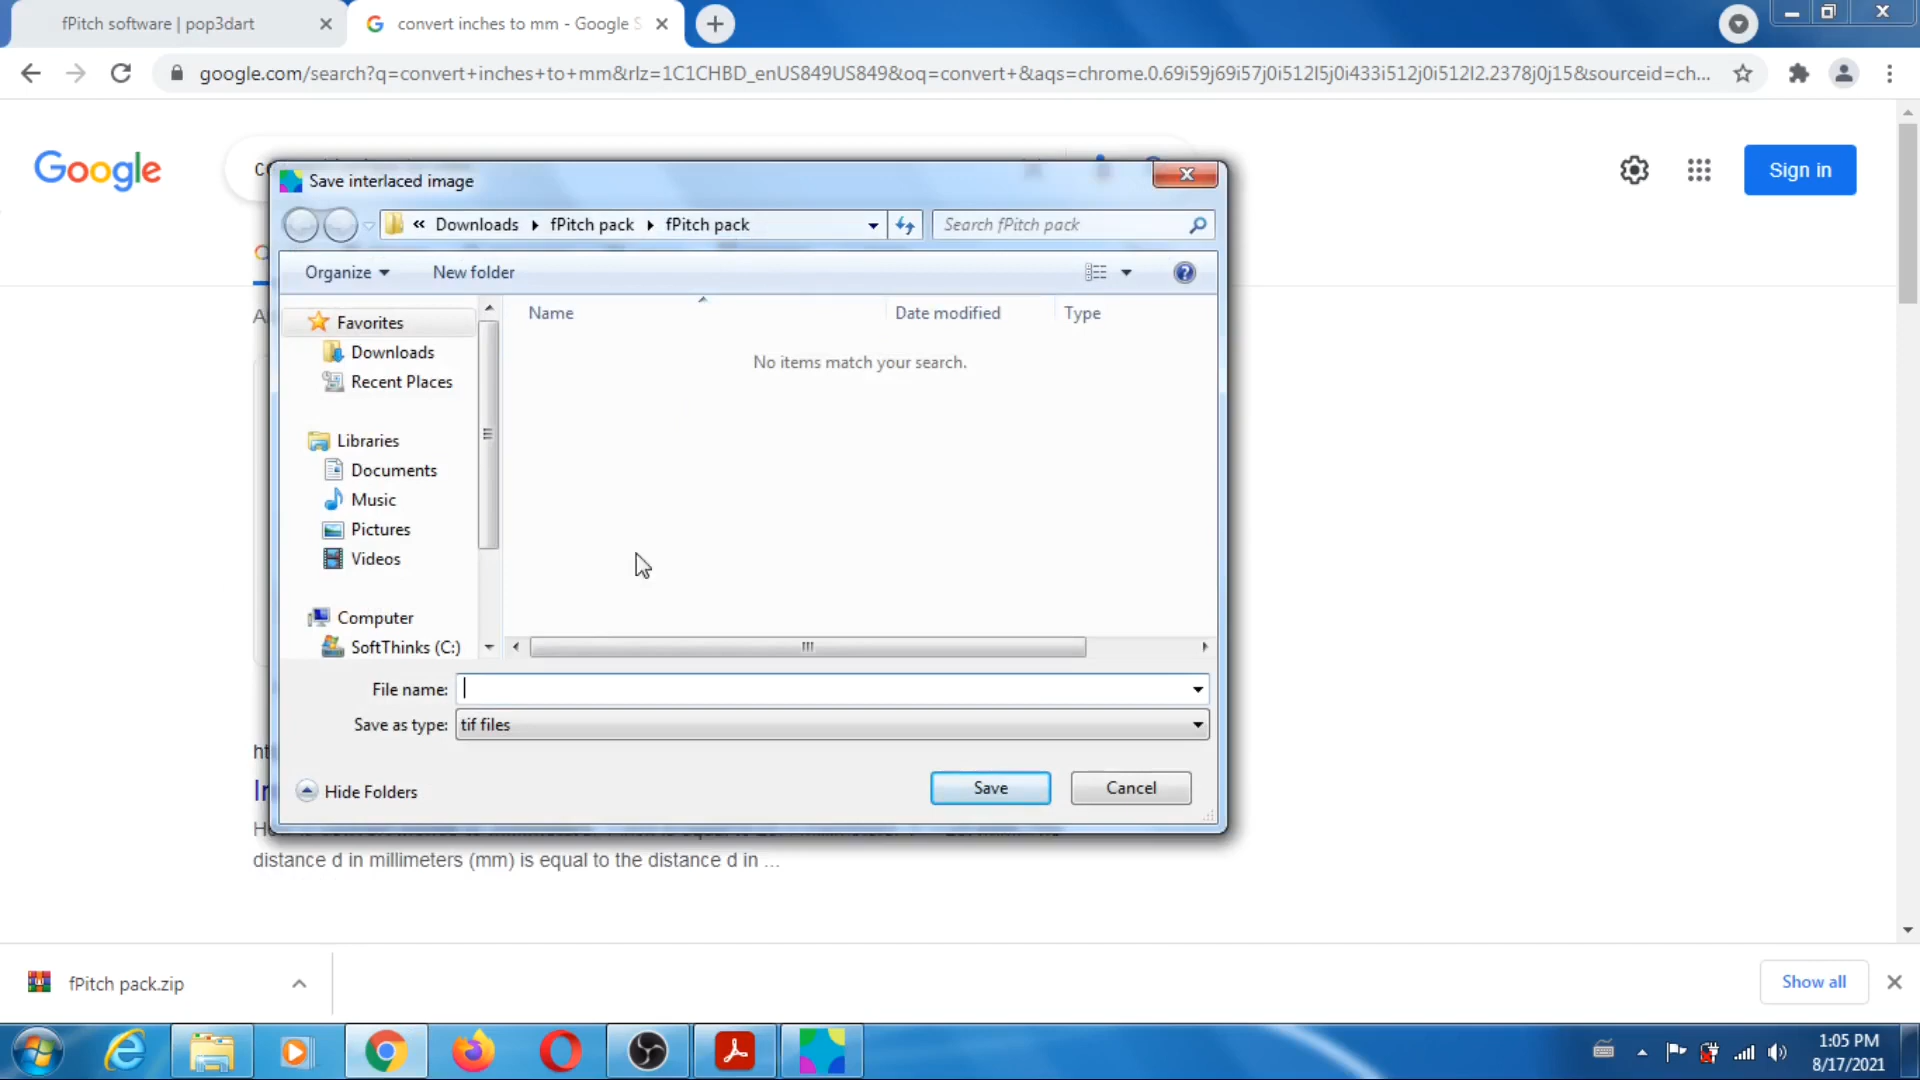 fPitch software | pop3dart
convert inches to mm - Google S
google.com/search?q=convert+inches+to+mm&rlz=1C1CHBD_enUS849US849&oq=convert+&aqs=chrome.0.69i59j69i57j0i512l5j0i433i512j0i512l2.2378j0j15&sourceid=ch...
Google
Sign in
Save interlaced image
« Downloads fPitch pack fPitch pack
Search fPitch pack
Organize New folder
Name Date modified Type
No items match your search.
Favorites
Downloads
Recent Places
Libraries
Documents
Music
Pictures
Videos
Computer
SoftThinks (C:)
File name:
Save as type: tif files
Hide Folders
Save Cancel
distance d in millimeters (mm) is equal to the distance d in ...
fPitch pack.zip
Show all
1:05 PM
8/17/2021